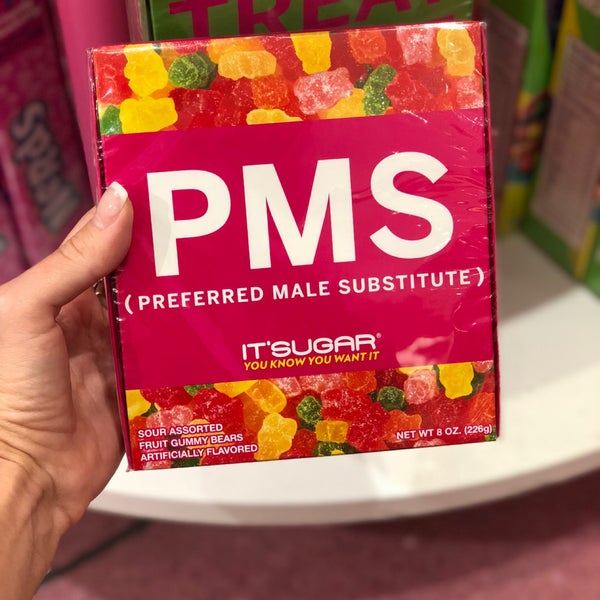 TREAT
PMS
(PREFERRED MALE SUBSTITUTE)
IT'SUGAR®
YOU KNOW YOU WANT IT
SOUR ASSORTED
FRUIT GUMMY BEARS
ARTIFICIALLY FLAVORED
NET WT 8 OZ. (226g)